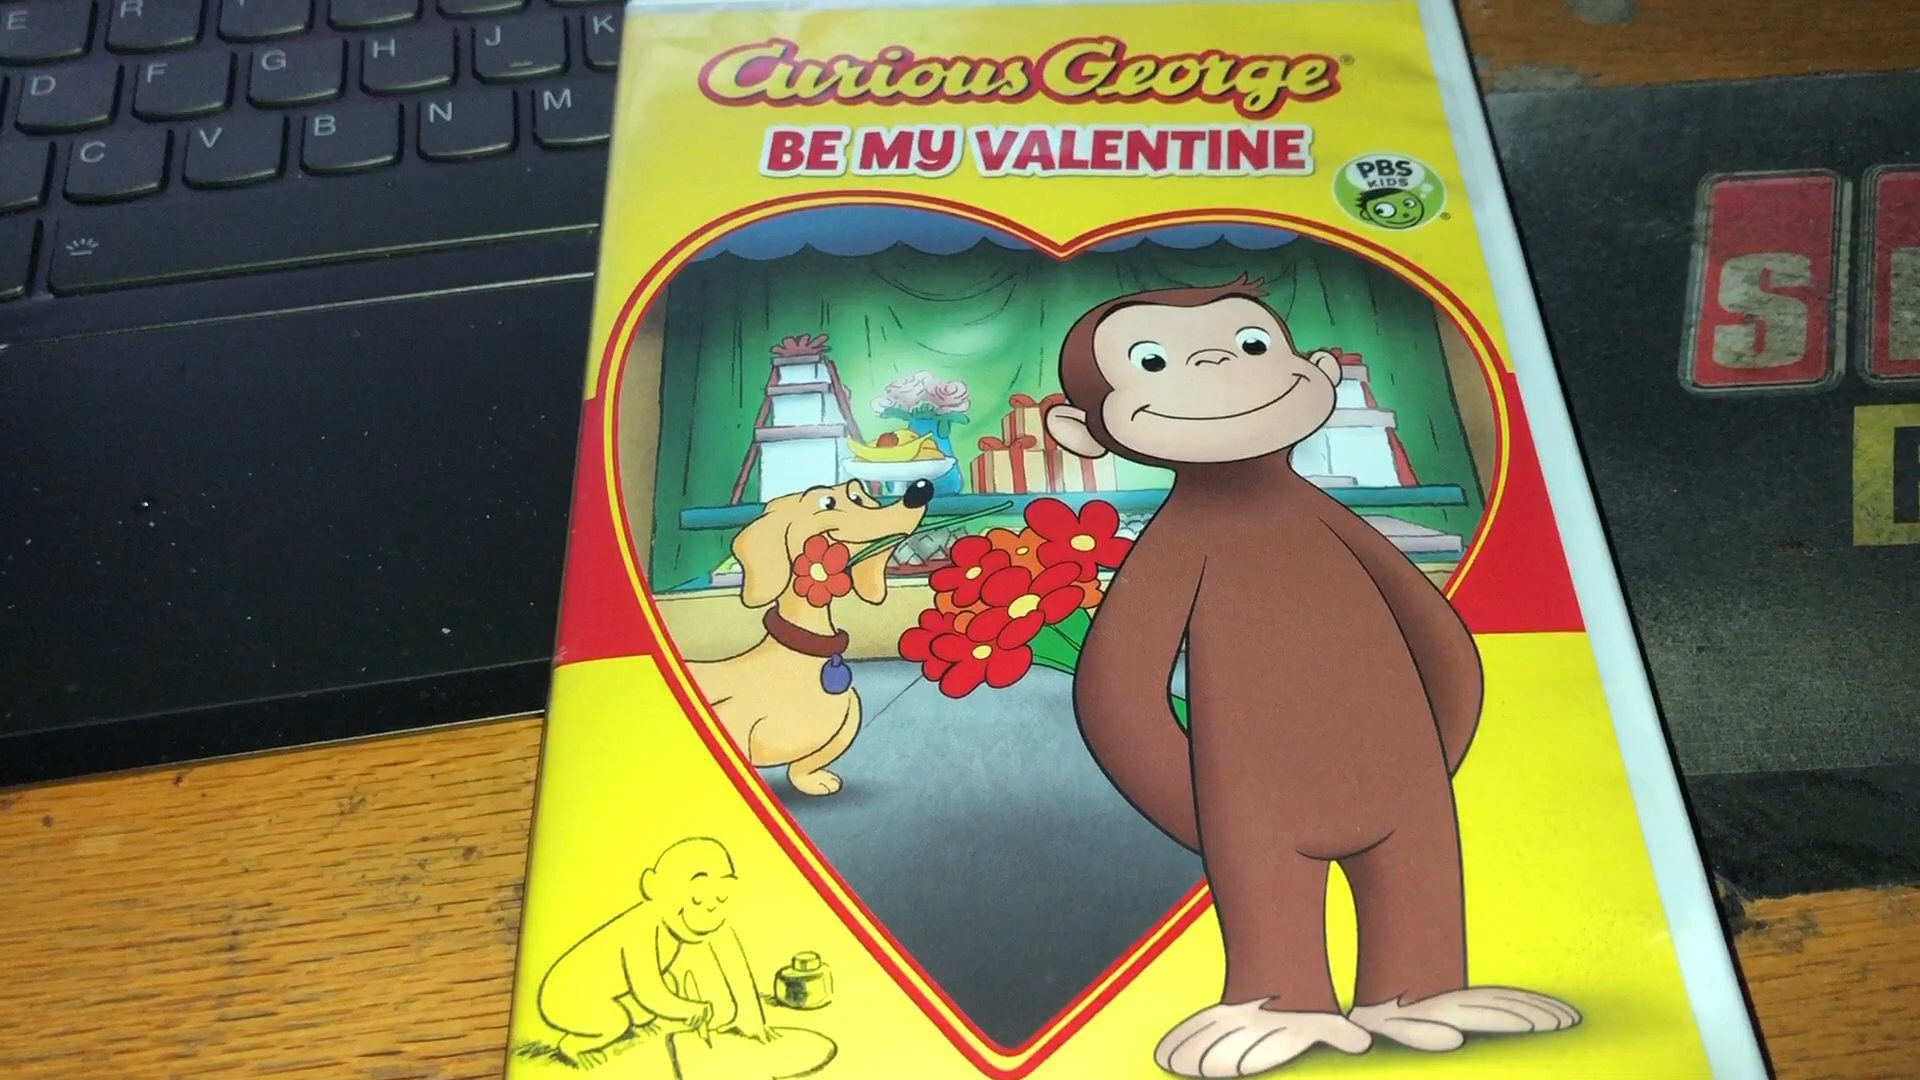 E R
D F G H J K
C V B N M
Curious George®
BE MY VALENTINE
PBS
KIDS
®
S